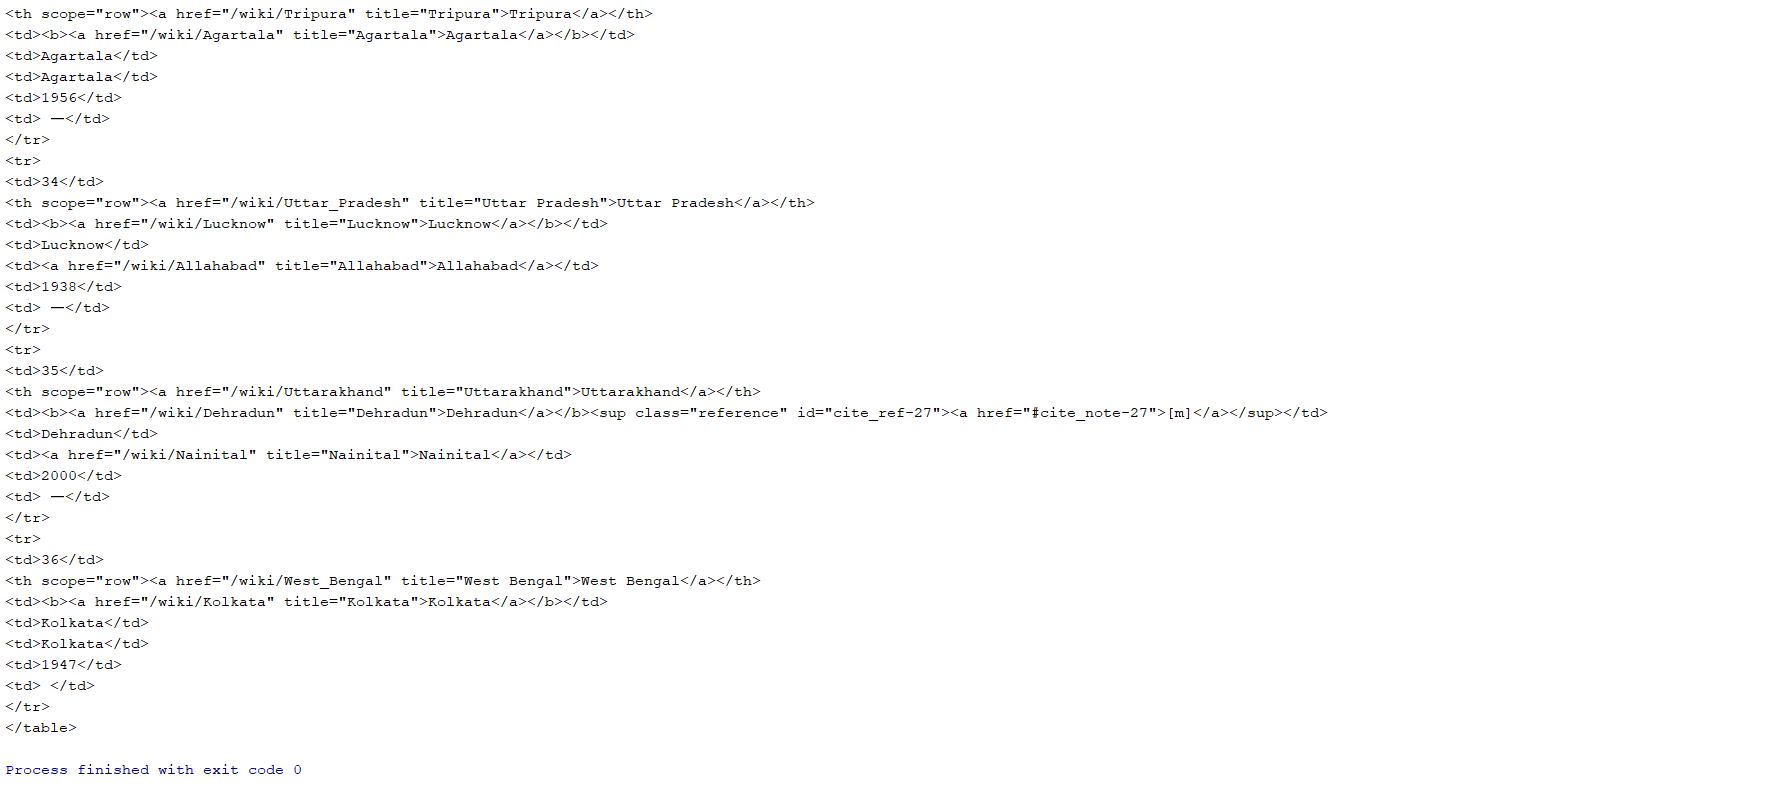 <th scope="row"><a href="/wiki/Tripura" title="Tripura">Tripura</a></th>
<td><b><a href="/wiki/Agartala" title="Agartala">Agartala</a></b></td>
<td>Agartala</td>
<td>Agartala</td>
<td>1956</td>
<td> —</td>
</tr>
<tr>
<td>34</td>
<th scope="row"><a href="/wiki/Uttar_Pradesh" title="Uttar Pradesh">Uttar Pradesh</a></th>
<td><b><a href="/wiki/Lucknow" title="Lucknow">Lucknow</a></b></td>
<td>Lucknow</td>
<td><a href="/wiki/Allahabad" title="Allahabad">Allahabad</a></td>
<td>1938</td>
<td> —</td>
</tr>
<tr>
<td>35</td>
<th scope="row"><a href="/wiki/Uttarakhand" title="Uttarakhand">Uttarakhand</a></th>
<td><b><a href="/wiki/Dehradun" title="Dehradun">Dehradun</a></b><sup class="reference" id="cite_ref-27"><a href="#cite_note-27">[m]</a></sup></td>
<td>Dehradun</td>
<td><a href="/wiki/Nainital" title="Nainital">Nainital</a></td>
<td>2000</td>
<td> —</td>
</tr>
<tr>
<td>36</td>
<th scope="row"><a href="/wiki/West_Bengal" title="West Bengal">West Bengal</a></th>
<td><b><a href="/wiki/Kolkata" title="Kolkata">Kolkata</a></b></td>
<td>Kolkata</td>
<td>Kolkata</td>
<td>1947</td>
<td> </td>
</tr>
</table>
Process finished with exit code 0